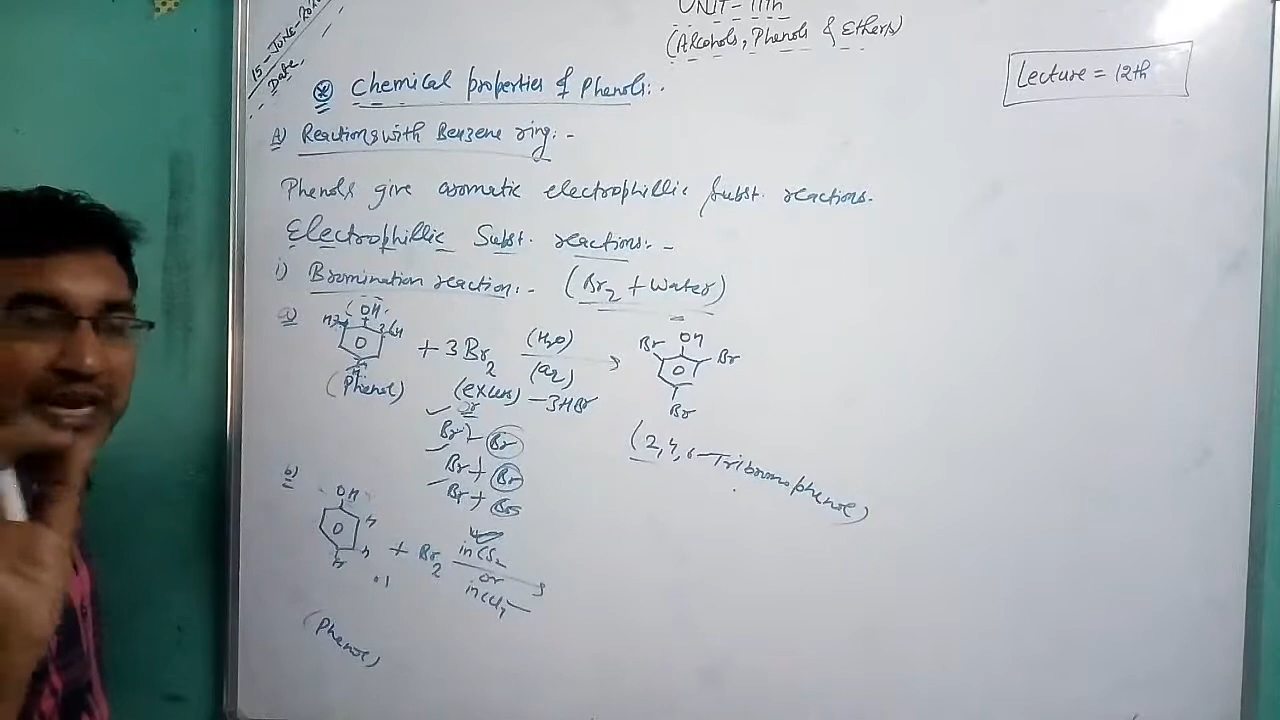 15-JUNE-202
Date
UNIT-11th
(Alcohols, Phenols & Ethers)
Lecture = 12th
Chemical properties of Phenols:-
A) Reactions with Benzene ring:-
Phenols give aromatic electrophillic Subst. reactions.
Electrophillic Subst. reactions:-
i) Bromination reaction:- (Br2 + Water)
a)
OH
+ 3Br2
(H2O)
(aq)
OH
Br
Br
Br
(Phenol)
(excess)
-3HBr
or
Br+Br
Br+Br
Br+Br
(2,4,6-Tribromophenol)
b)
OH
H
H
H
+ Br2
in CS2
or
in CCl4
(Phenol)